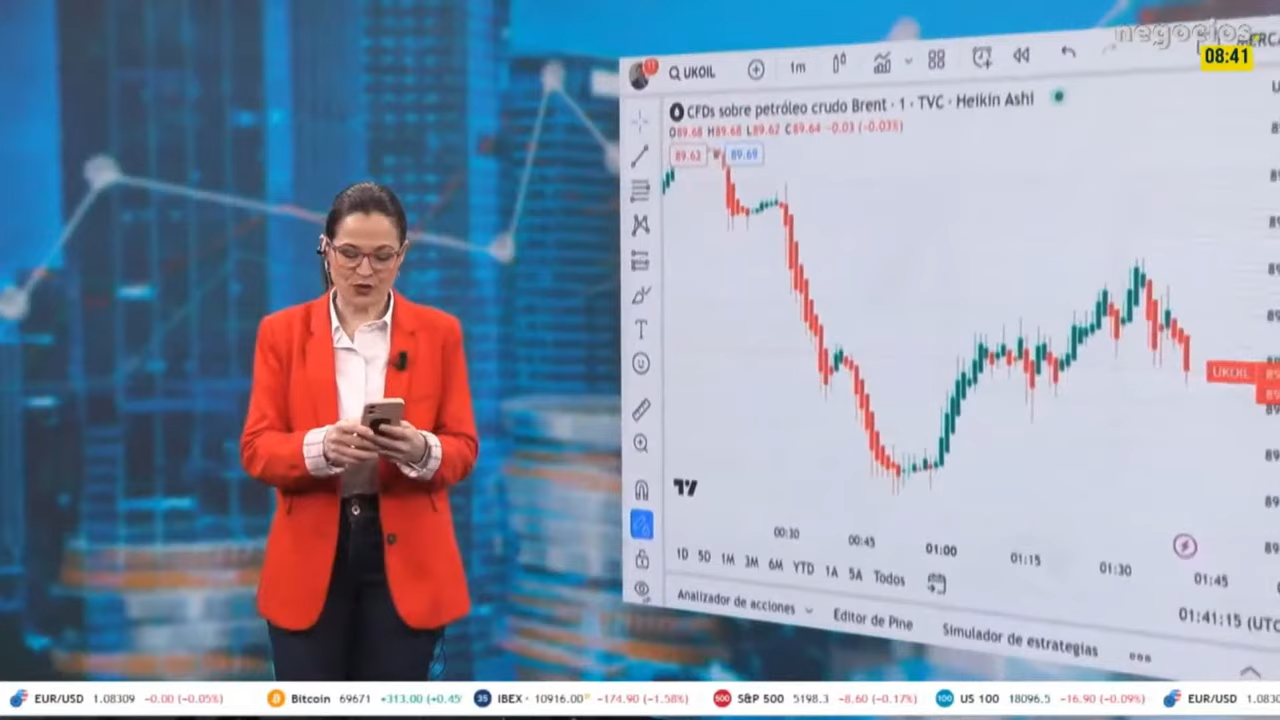 negocios
MERCA
08:41
UKOIL
1m
CFDs sobre petróleo crudo Brent · 1 · TVC · Heikin Ashi
O89.68 H89.68 L89.62 C89.64 -0.03 (-0.03%)
89.63
89.69
UKOIL
00:30 00:45 01:00 01:15 01:30 01:45
1D 5D 1M 3M 6M YTD 1A 5A Todos
01:41:15 (UTC
Analizador de acciones Editor de Pine Simulador de estrategias
EUR/USD 1.08309 -0.00 (-0.05%) Bitcoin 69671 +313.00 (+0.45 IBEX 10916.00 -174.90 (-1.58%) S&P 500 5198.3 -8.60 (-0.17%) US 100 18096.5 -16.90 (-0.09%) EUR/USD 1.083